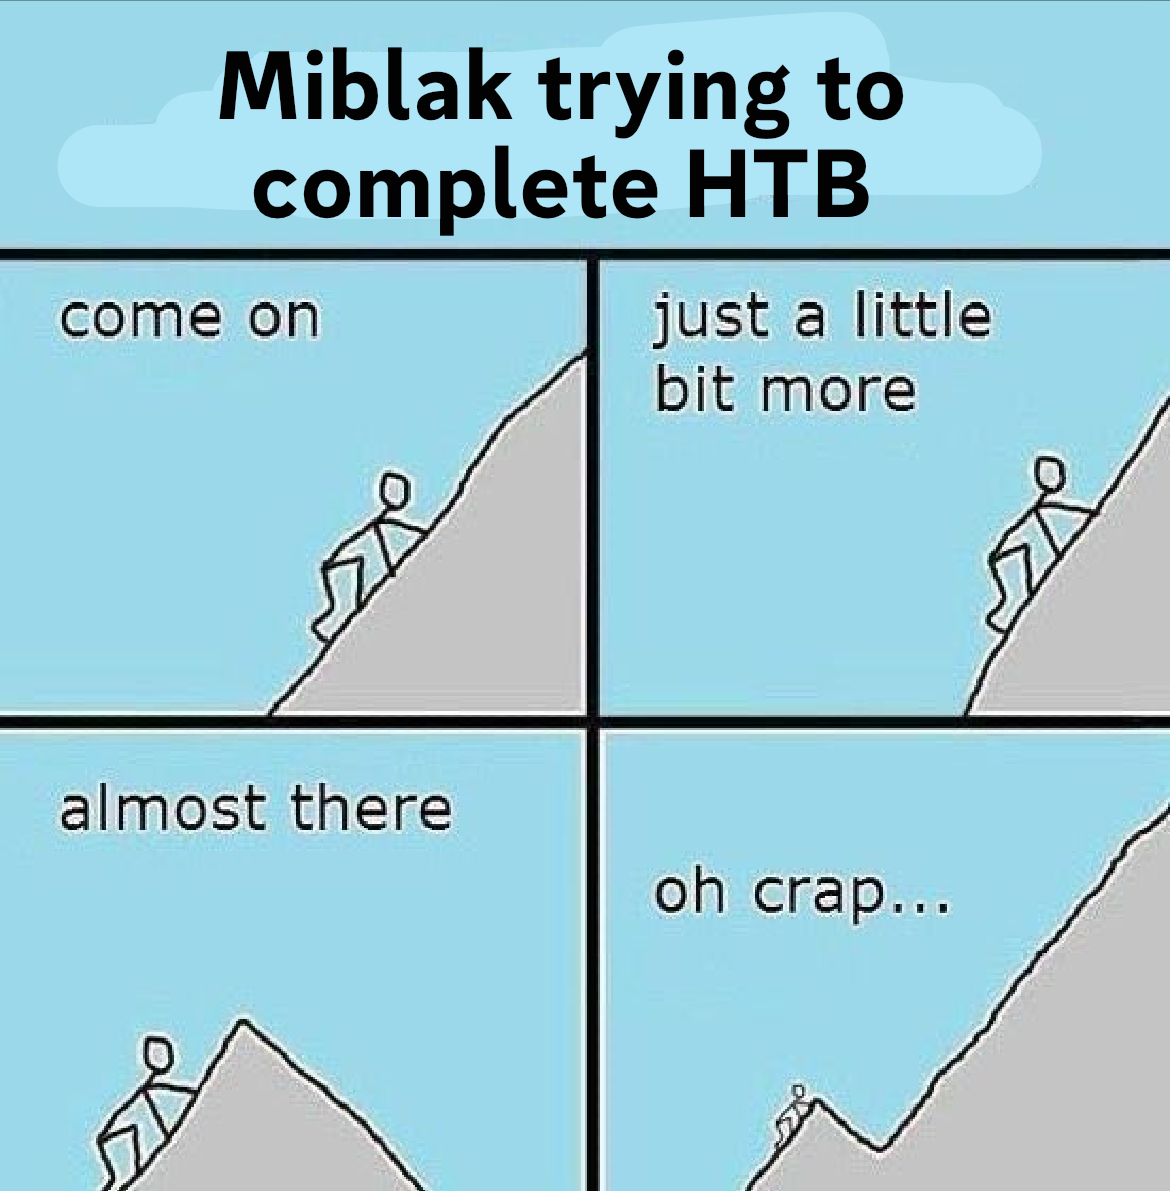 Miblak trying to
complete HTB
come on
just a little
bit more
almost there
oh crap...